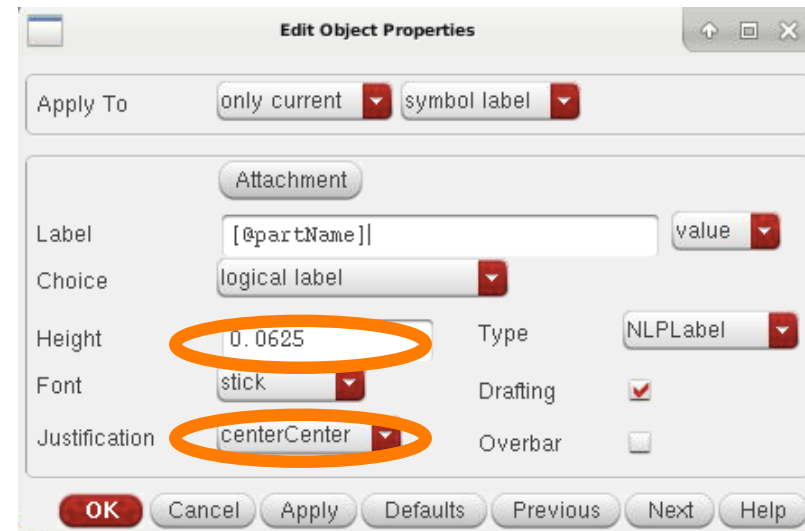 Edit Object Properties
Apply To only current symbol label
Attachment
Label [@partName] value
Choice logical label
Height 0.0625 Type NLPLabel
Font stick Drafting
Justification centerCenter Overbar
OK Cancel Apply Defaults Previous Next Help